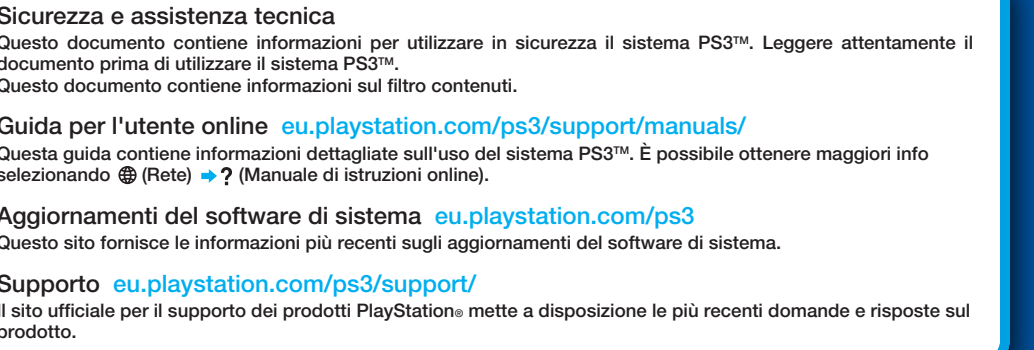 Sicurezza e assistenza tecnica
Questo documento contiene informazioni per utilizzare in sicurezza il sistema PS3™. Leggere attentamente il
documento prima di utilizzare il sistema PS3™.
Questo documento contiene informazioni sul filtro contenuti.
Guida per l'utente online eu.playstation.com/ps3/support/manuals/
Questa guida contiene informazioni dettagliate sull'uso del sistema PS3™. È possibile ottenere maggiori info
selezionando (Rete) ➔ ? (Manuale di istruzioni online).
Aggiornamenti del software di sistema eu.playstation.com/ps3
Questo sito fornisce le informazioni più recenti sugli aggiornamenti del software di sistema.
Supporto eu.playstation.com/ps3/support/
Il sito ufficiale per il supporto dei prodotti PlayStation® mette a disposizione le più recenti domande e risposte sul
prodotto.